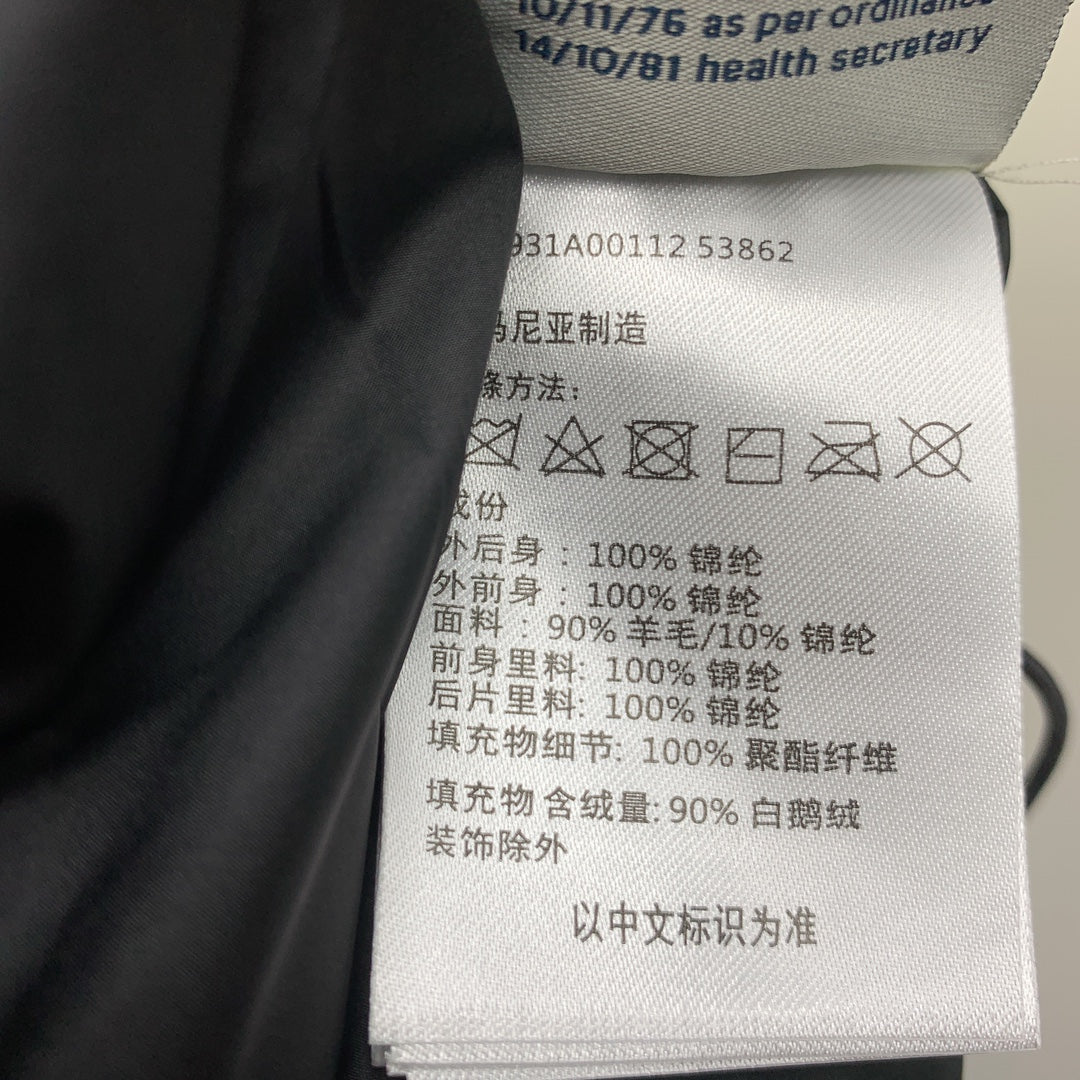 10/11/76 as per ordinance
14/10/81 health secretary
931A00112 53862
玛尼亚制造
涤方法:
成份
外后身 : 100% 锦纶
外前身 : 100% 锦纶
面料 : 90% 羊毛/10% 锦纶
前身里料: 100% 锦纶
后片里料: 100% 锦纶
填充物细节: 100% 聚酯纤维
填充物 含绒量: 90% 白鹅绒
装饰除外
以中文标识为准